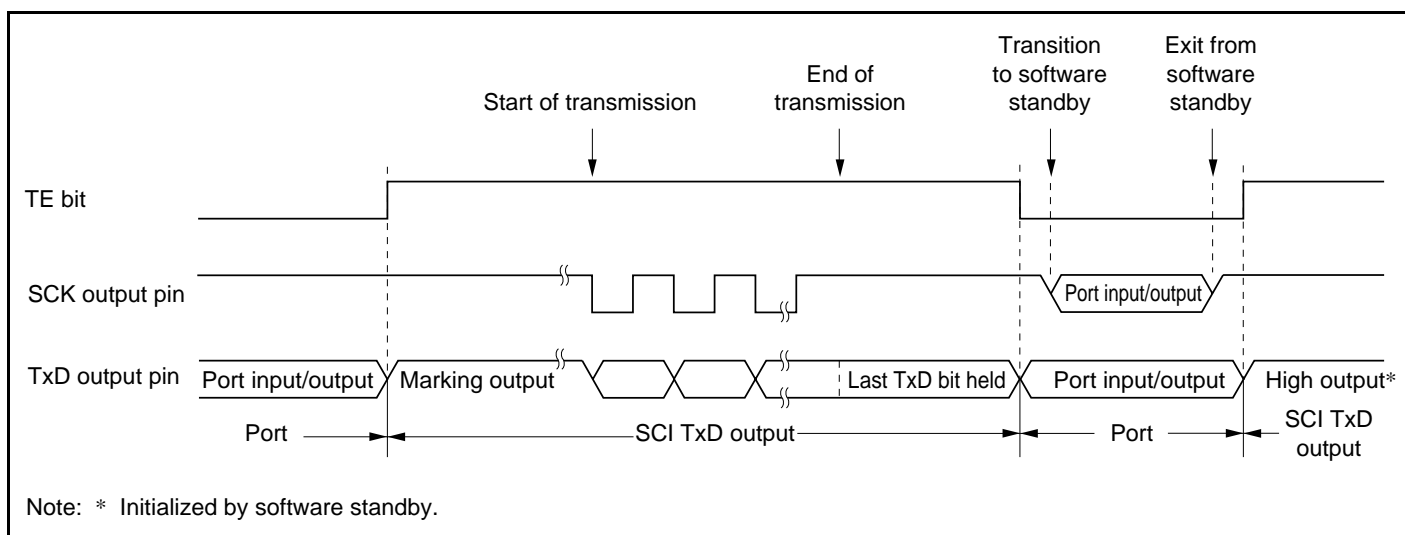 Transition
to software
standby
Exit from
software
standby
End of
transmission
Start of transmission
TE bit
SCK output pin
Port input/output
TxD output pin
Port input/output
Marking output
Last TxD bit held
Port input/output
High output*
Port
SCI TxD output
Port
SCI TxD
output
Note: * Initialized by software standby.